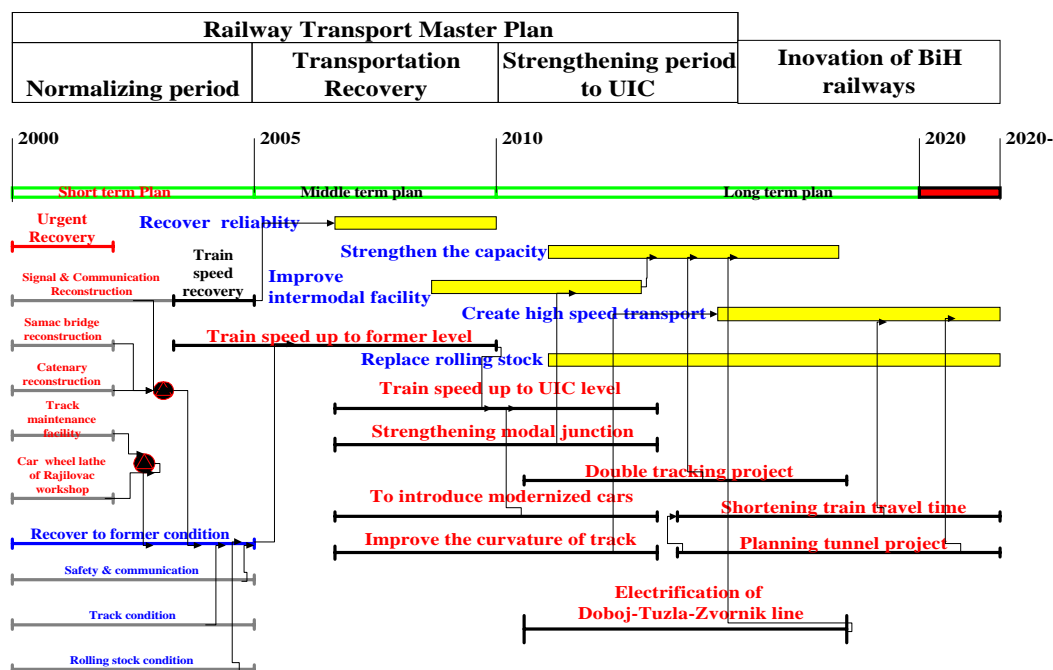 Railway Transport Master Plan
Normalizing period
Transportation
Recovery
Strengthening period
to UIC
Inovation of BiH
railways
2000
2005
2010
2020
2020-
Short term Plan
Middle term plan
Long term plan
Urgent
Recovery
Recover reliablity
Strengthen the capacity
Train
speed
recovery
Signal & Communication
Reconstruction
Improve
intermodal facility
Create high speed transport
Samac bridge
reconstruction
Train speed up to former level
Replace rolling stock
Catenary
reconstruction
Train speed up to UIC level
Track
maintenance
facility
Strengthening modal junction
Car wheel lathe
of Rajilovac
workshop
Double tracking project
To introduce modernized cars
Shortening train travel time
Recover to former condition
Improve the curvature of track
Planning tunnel project
Safety & communication
Electrification of
Doboj-Tuzla-Zvornik line
Track condition
Rolling stock condition